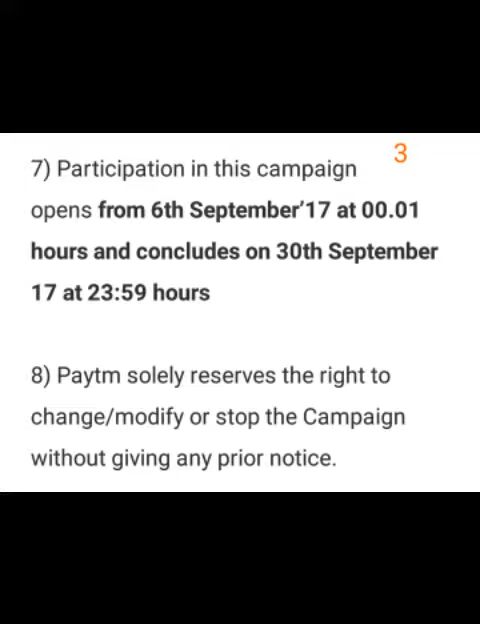 3
7) Participation in this campaign
opens from 6th September'17 at 00.01
hours and concludes on 30th September
17 at 23:59 hours
8) Paytm solely reserves the right to
change/modify or stop the Campaign
without giving any prior notice.